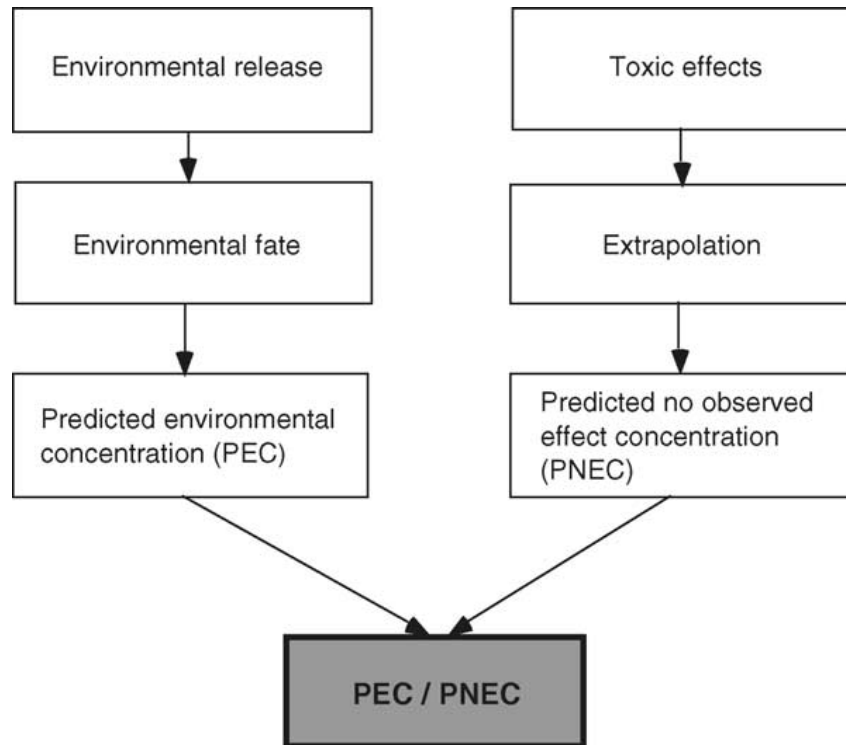 Environmental release
Toxic effects
Environmental fate
Extrapolation
Predicted environmental
concentration (PEC)
Predicted no observed
effect concentration
(PNEC)
PEC / PNEC